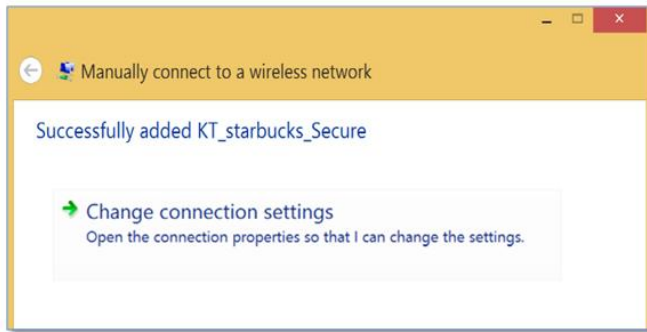 Manually connect to a wireless network
Successfully added KT_starbucks_Secure
Change connection settings
Open the connection properties so that I can change the settings.